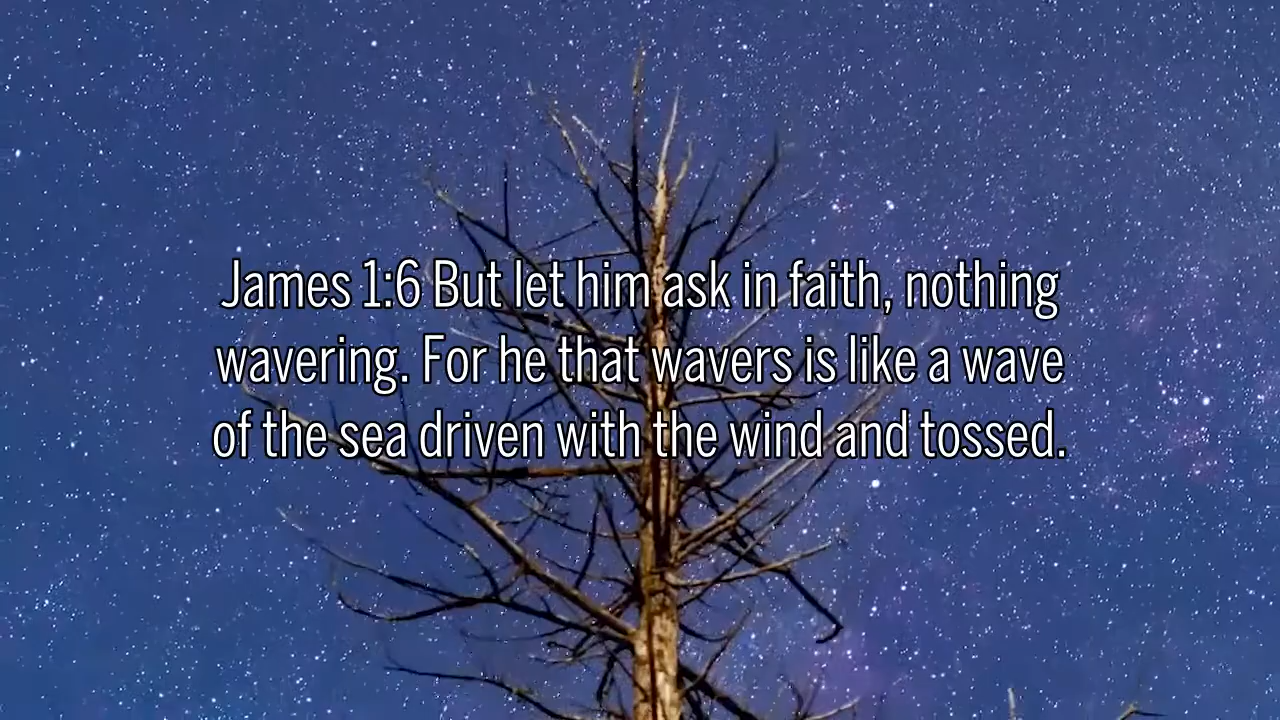 James 1:6 But let him ask in faith, nothing
wavering. For he that wavers is like a wave
of the sea driven with the wind and tossed.